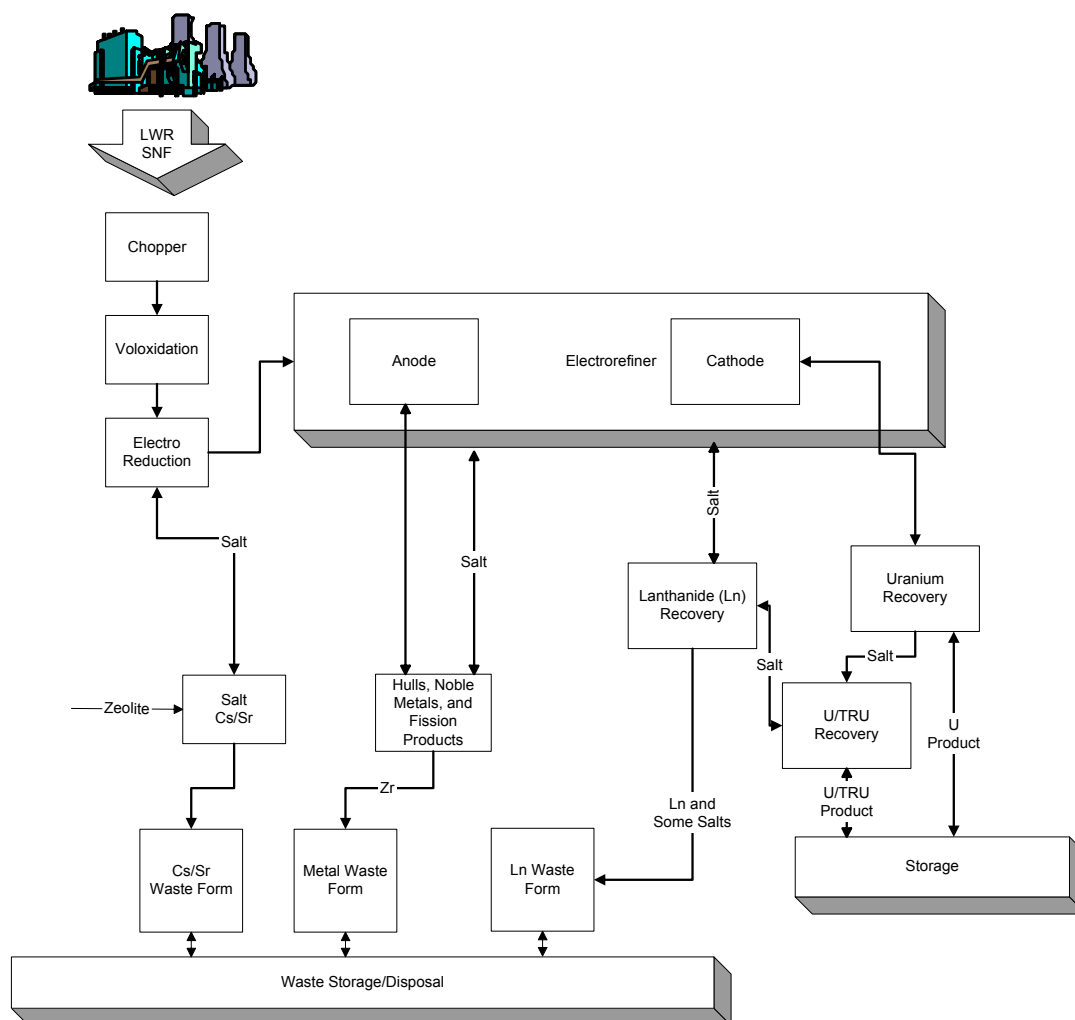 LWR
SNF
Chopper
Voloxidation
Electro
Reduction
Anode
Electrorefiner
Cathode
Salt
Salt
Salt
Lanthanide (Ln)
Recovery
Uranium
Recovery
Salt
Salt
Zeolite
Salt
Cs/Sr
Hulls, Noble
Metals, and
Fission
Products
U/TRU
Recovery
U
Product
Zr
Ln and
Some Salts
U/TRU
Product
Cs/Sr
Waste Form
Metal Waste
Form
Ln Waste
Form
Storage
Waste Storage/Disposal